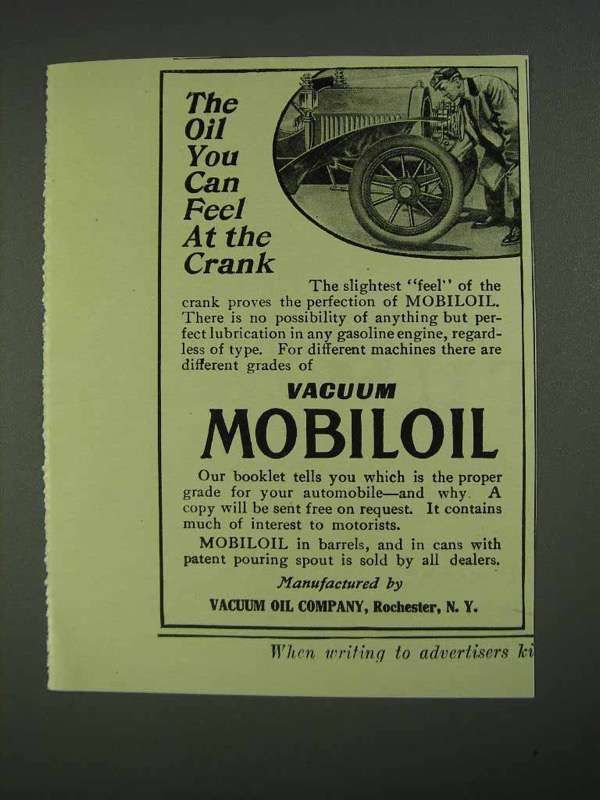 The
Oil
You
Can
Feel
At the
Crank
The slightest "feel" of the
crank proves the perfection of MOBILOIL.
There is no possibility of anything but per-
fect lubrication in any gasoline engine, regard-
less of type. For different machines there are
different grades of
VACUUM
MOBILOIL
Our booklet tells you which is the proper
grade for your automobile—and why. A
copy will be sent free on request. It contains
much of interest to motorists.
MOBILOIL in barrels, and in cans with
patent pouring spout is sold by all dealers.
Manufactured by
VACUUM OIL COMPANY, Rochester, N. Y.
When writing to advertisers ki